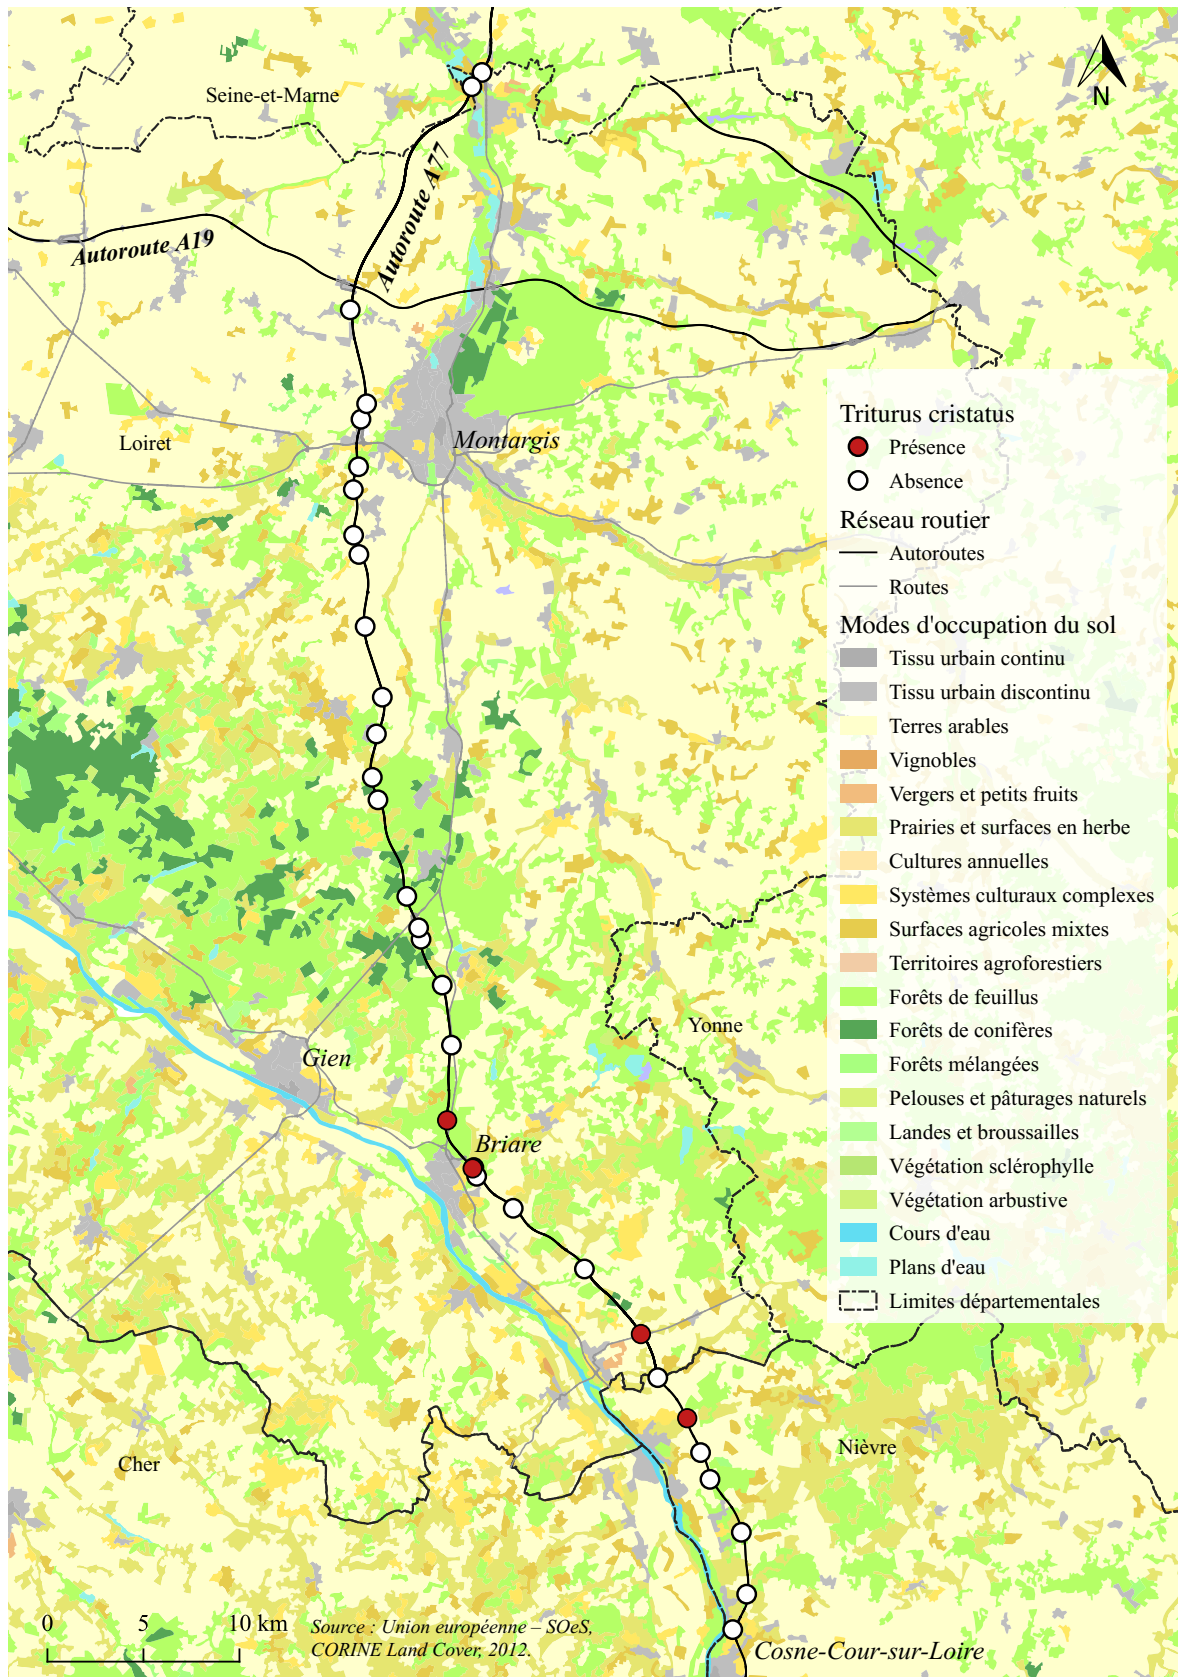 Seine-et-Marne
N
Autoroute A77
Autoroute A19
Loiret
Montargis
Triturus cristatus
Présence
Absence
Réseau routier
Autoroutes
Routes
Modes d'occupation du sol
Tissu urbain continu
Tissu urbain discontinu
Terres arables
Vignobles
Vergers et petits fruits
Prairies et surfaces en herbe
Cultures annuelles
Systèmes culturaux complexes
Surfaces agricoles mixtes
Territoires agroforestiers
Forêts de feuillus
Forêts de conifères
Forêts mélangées
Pelouses et pâturages naturels
Landes et broussailles
Végétation sclérophylle
Végétation arbustive
Cours d'eau
Plans d'eau
Limites départementales
Yonne
Gien
Briare
Nièvre
Cher
0 5 10 km
Source : Union européenne – SOeS,
CORINE Land Cover, 2012.
Cosne-Cour-sur-Loire